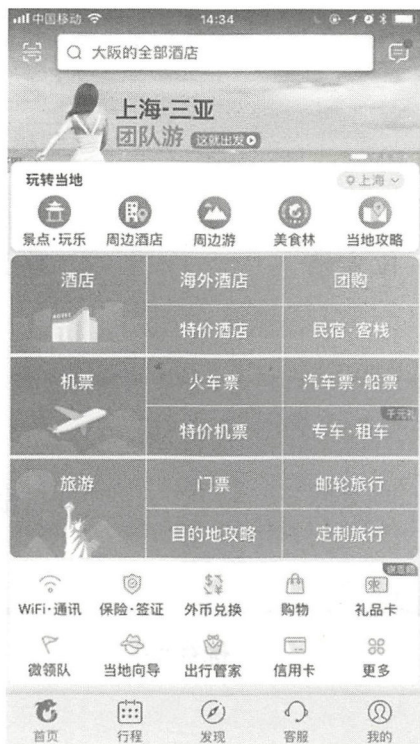 中国移动 14:34
大阪的全部酒店
上海·三亚
团队游 这就出发
玩转当地 上海
景点·玩乐 周边酒店 周边游 美食林 当地攻略
酒店 海外酒店 团购
特价酒店 民宿·客栈
机票 火车票 汽车票·船票
千元礼
特价机票 专车·租车
旅游 门票 邮轮旅行
目的地攻略 定制旅行
WiFi·通讯 保险·签证 外币兑换 购物 礼品卡
微领队 当地向导 出行管家 信用卡 更多
首页 行程 发现 客服 我的